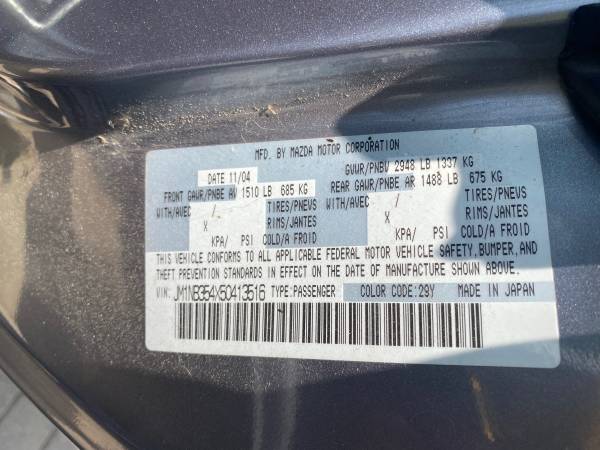 MFD. BY MAZDA MOTOR CORPORATION
DATE 11/04 GVWR/PNBV 2948 LB 1337 KG
FRONT GAWR/PNBE AV 1510 LB 685 KG REAR GAWR/PNBE AR 1488 LB 675 KG
WITH/AVEC / TIRES/PNEUS WITH/AVEC / TIRES/PNEUS
X RIMS/JANTES X RIMS/JANTES
KPA/ PSI COLD/A FROID KPA/ PSI COLD/A FROID
THIS VEHICLE CONFORMS TO ALL APPLICABLE FEDERAL MOTOR VEHICLE SAFETY, BUMPER, AND
THEFT PREVENTION STANDARDS IN EFFECT ON THE DATE OF MANUFACTURE SHOWN ABOVE.
VIN: JM1NB354X50413516 TYPE:PASSENGER COLOR CODE:29Y MADE IN JAPAN